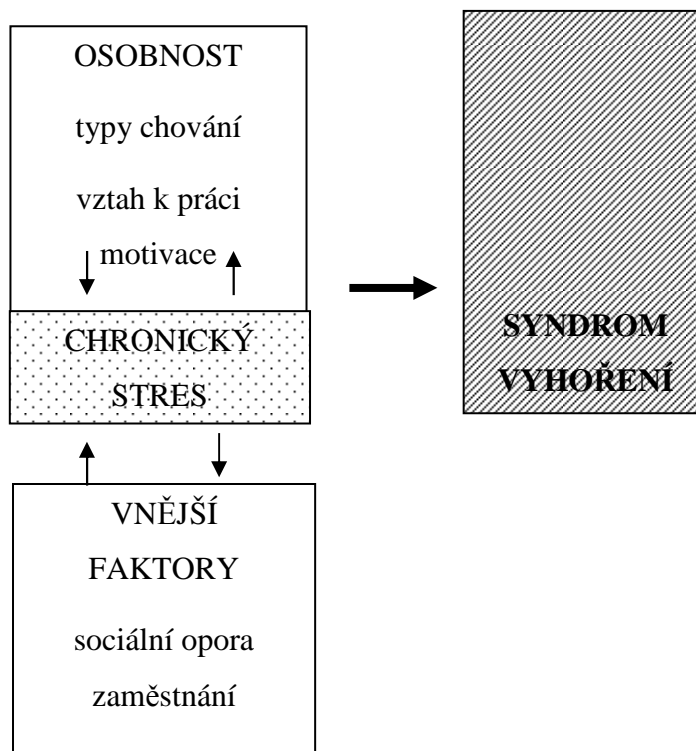 OSOBNOST
typy chování
vztah k práci
motivace
CHRONICKÝ
STRES
VNĚJŠÍ
FAKTORY
sociální opora
zaměstnání
SYNDROM
VYHOŘENÍ